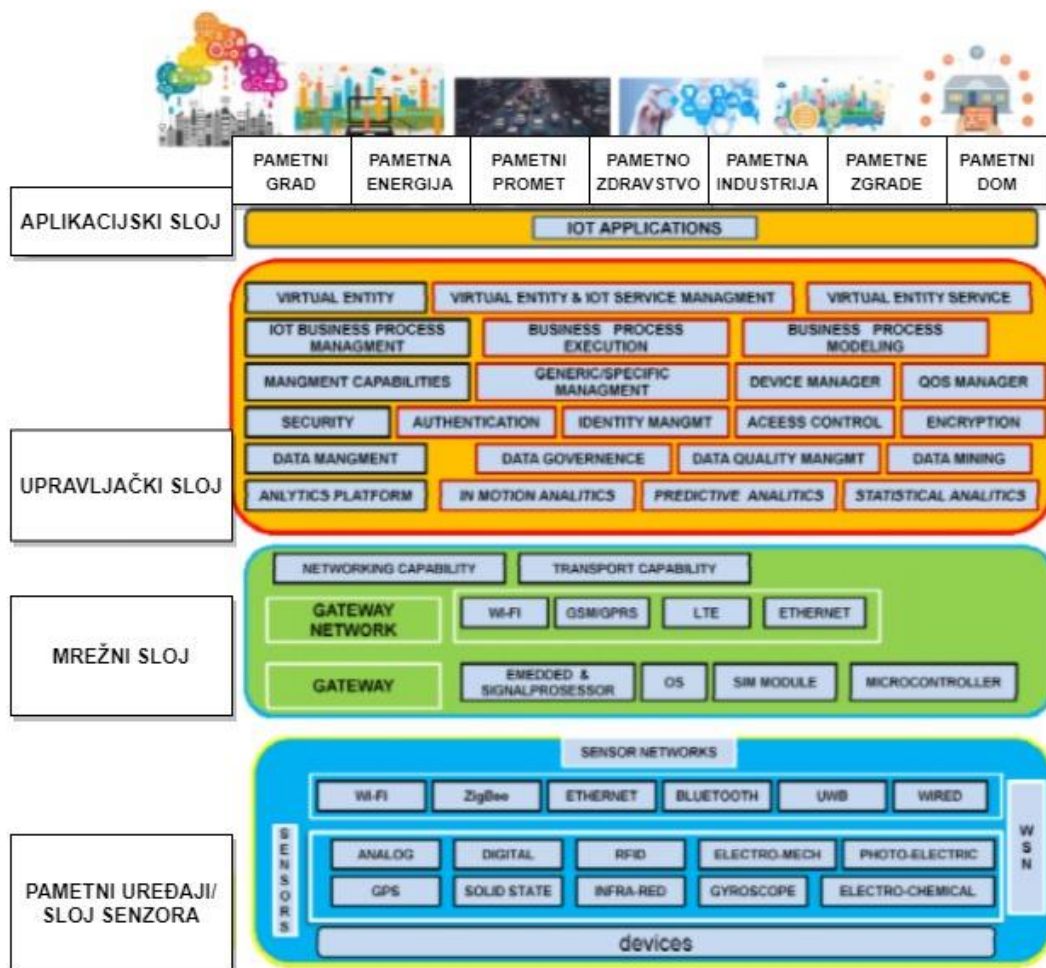 PAMETNI GRAD
PAMETNA ENERGIJA
PAMETNI PROMET
PAMETNO ZDRAVSTVO
PAMETNA INDUSTRIJA
PAMETNE ZGRADE
PAMETNI DOM
APLIKACIJSKI SLOJ
IOT APPLICATIONS
UPRAVLJAČKI SLOJ
VIRTUAL ENTITY
VIRTUAL ENTITY & IOT SERVICE MANAGMENT
VIRTUAL ENTITY SERVICE
IOT BUSINESS PROCESS
MANAGMENT
BUSINESS PROCESS
EXECUTION
BUSINESS PROCESS
MODELING
MANGMENT CAPABILITIES
GENERIC/SPECIFIC
MANAGMENT
DEVICE MANAGER
QOS MANAGER
SECURITY
AUTHENTICATION
IDENTITY MANGMT
ACEESS CONTROL
ENCRYPTION
DATA MANGMENT
DATA GOVERNENCE
DATA QUALITY MANGMT
DATA MINING
ANLYTICS PLATFORM
IN MOTION ANALITICS
PREDICTIVE ANALITICS
STATISTICAL ANALITICS
MREŽNI SLOJ
NETWORKING CAPABILITY
TRANSPORT CAPABILITY
GATEWAY
NETWORK
WI-FI
GSM/GPRS
LTE
ETHERNET
GATEWAY
EMEDDED &
SIGNALPROSESSOR
OS
SIM MODULE
MICROCONTROLLER
PAMETNI UREĐAJI/
SLOJ SENZORA
SENSOR NETWORKS
WI-FI
ZigBee
ETHERNET
BLUETOOTH
UWB
WIRED
SENSORS
ANALOG
DIGITAL
RFID
ELECTRO-MECH
PHOTO-ELECTRIC
GPS
SOLID STATE
INFRA-RED
GYROSCOPE
ELECTRO-CHEMICAL
WSN
devices